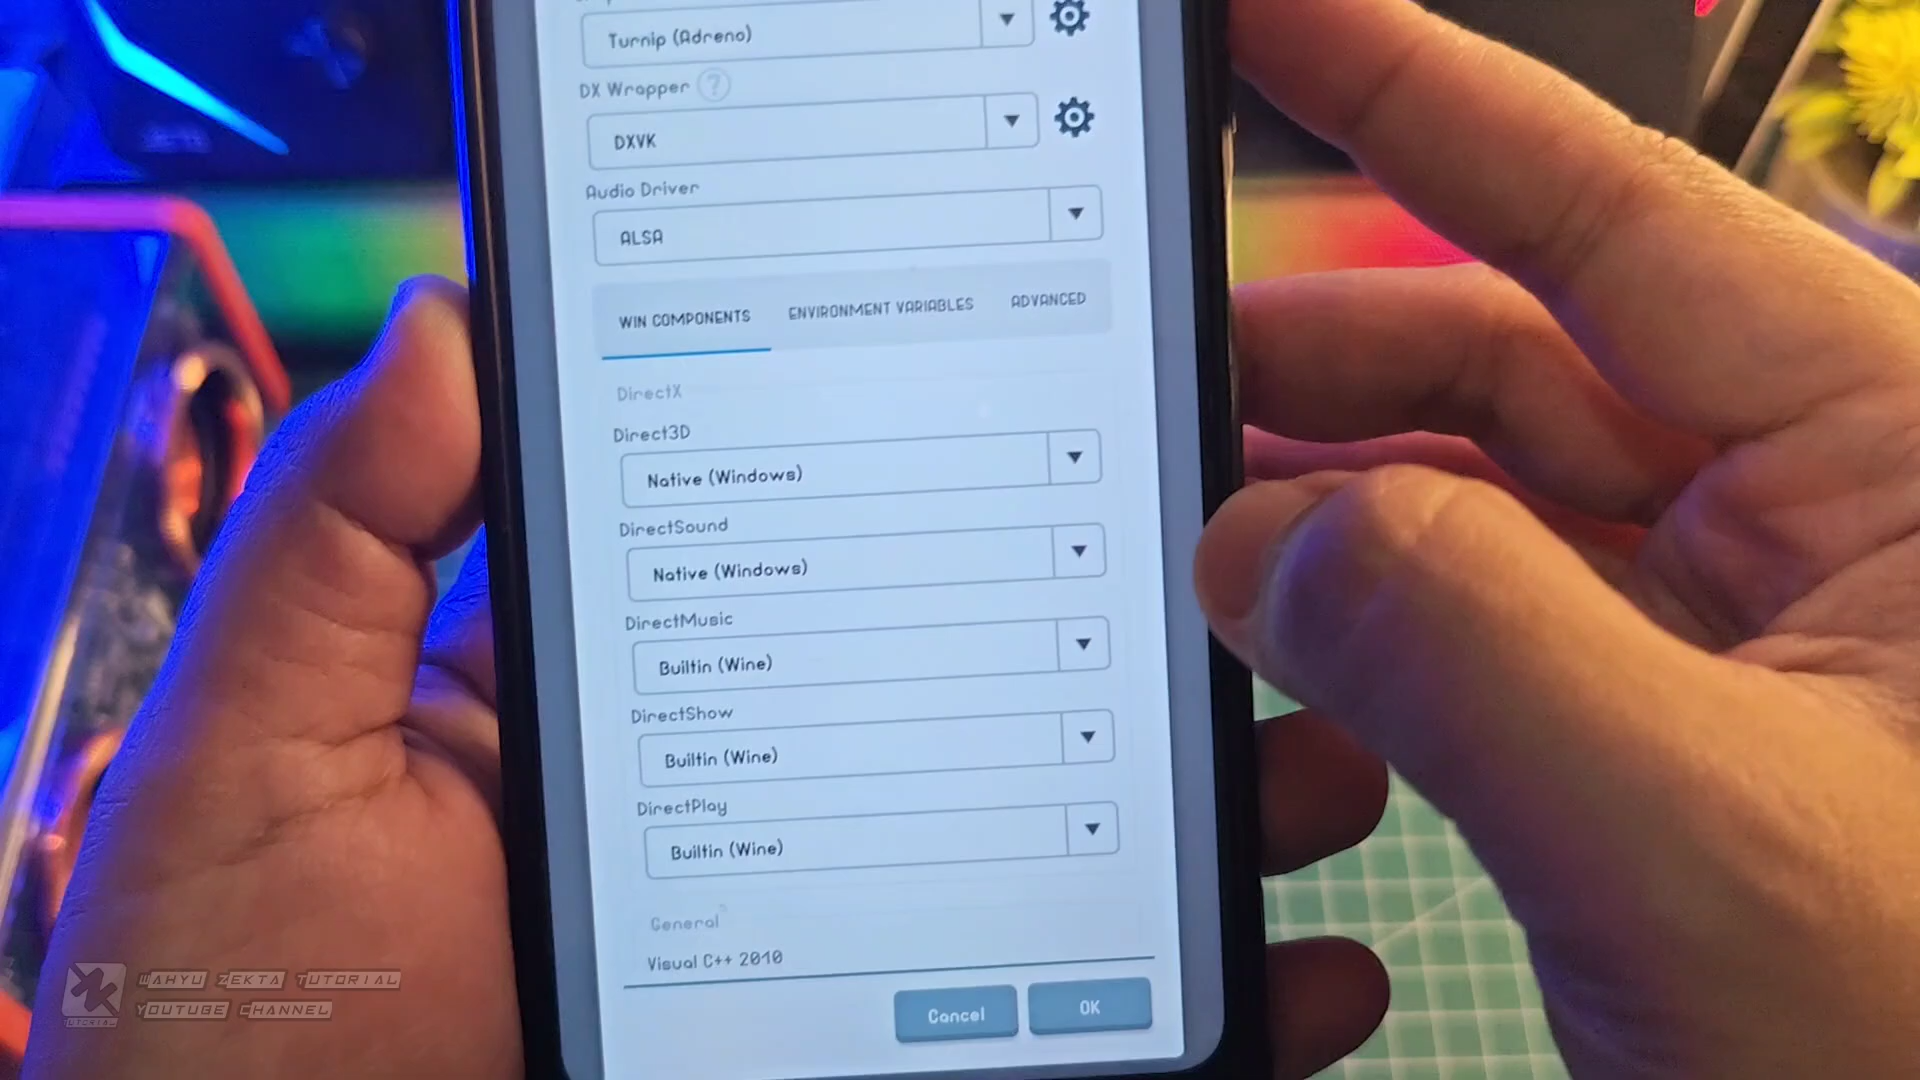 Turnip (Adreno)
DX Wrapper ?
DXVK
Audio Driver
ALSA
WIN COMPONENTS ENVIRONMENT VARIABLES ADVANCED
DirectX
Direct3D
Native (Windows)
DirectSound
Native (Windows)
DirectMusic
Builtin (Wine)
DirectShow
Builtin (Wine)
DirectPlay
Builtin (Wine)
General
Visual C++ 2010
Cancel OK
WAHYU ZEKTA TUTORIAL
YOUTUBE CHANNEL